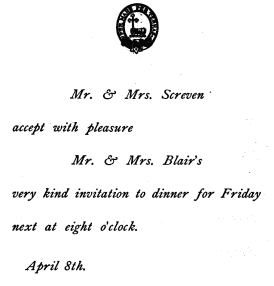 Mr. & Mrs. Screven
accept with pleasure
Mr. & Mrs. Blair's
very kind invitation to dinner for Friday
next at eight o'clock.
April 8th.